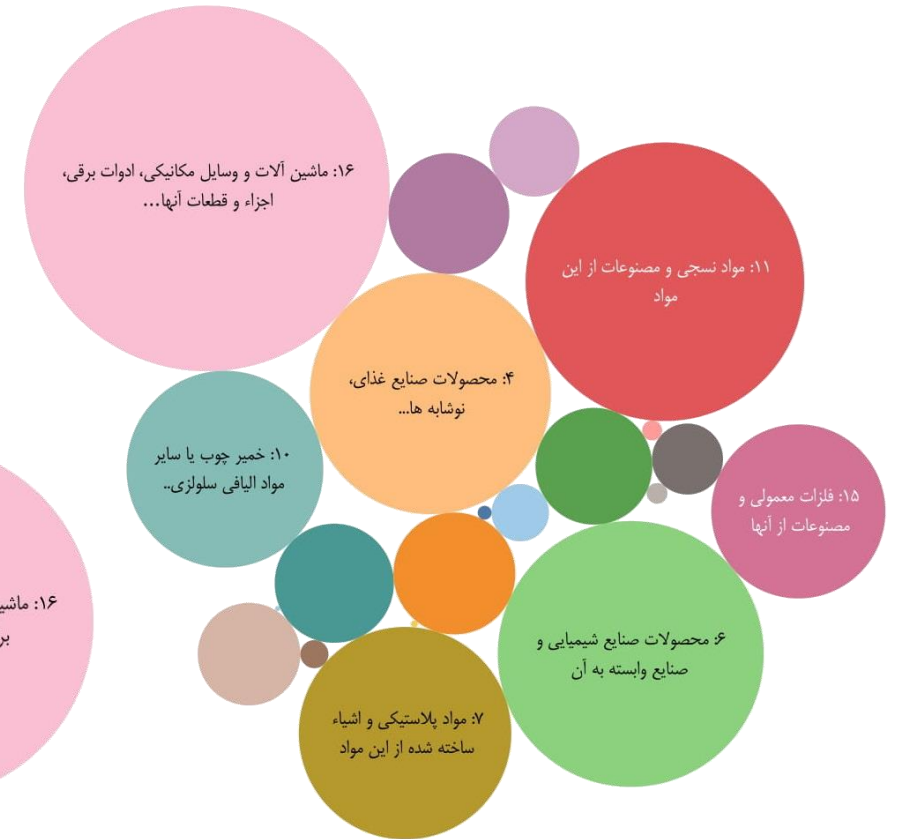 ۱۶: ماشین آلات و وسایل مکانیکی، ادوات برقی،
اجزاء و قطعات آنها...
۱۱: مواد نسجی و مصنوعات از این
مواد
۴: محصولات صنایع غذای،
نوشابه ها...
۱۰: خمیر چوب یا سایر
مواد الیافی سلولزی..
۱۵: فلزات معمولی و
مصنوعات از آنها
۱۶: ماشی
بر
۶: محصولات صنایع شیمیایی و
صنایع وابسته به آن
۷: مواد پلاستیکی و اشیاء
ساخته شده از این مواد